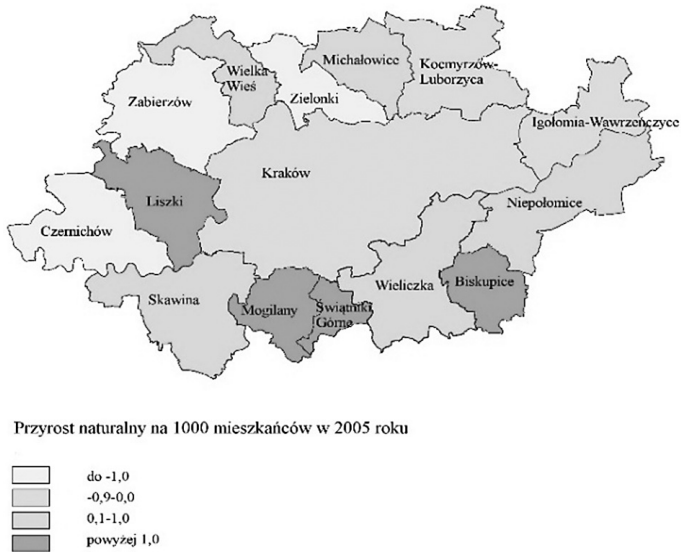 Michałowice
Kocmyrzów-
Luborzyca
Wielka
Wieś
Zabierzów
Zielonki
Igołomia-Wawrzeńczyce
Kraków
Liszki
Niepołomice
Czernichów
Skawina
Wieliczka
Biskupice
Mogilany
Świątniki
Górne
Przyrost naturalny na 1000 mieszkańców w 2005 roku
do -1,0
-0,9-0,0
0,1-1,0
powyżej 1,0